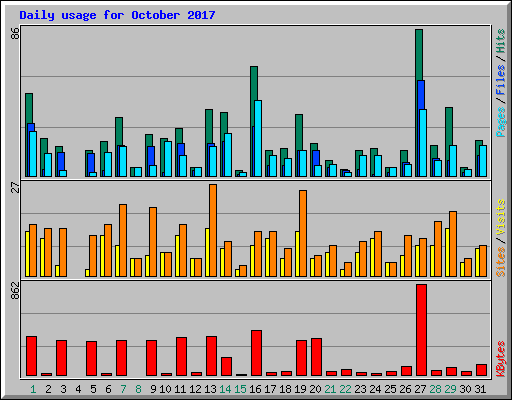 Daily usage for October 2017
86
Pages / Files / Hits
27
Sites / Visits
862
KBytes
1 2 3 4 5 6 7 8 9 10 11 12 13 14 15 16 17 18 19 20 21 22 23 24 25 26 27 28 29 30 31